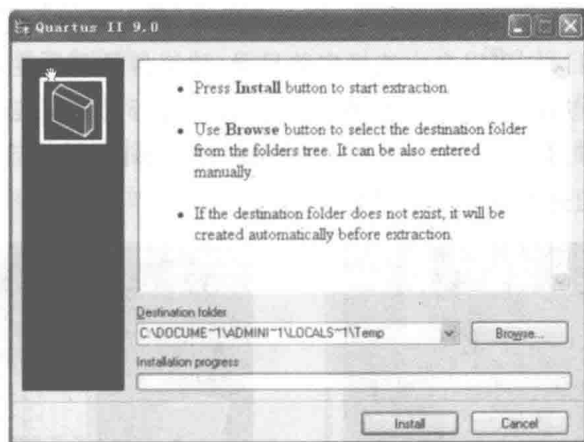 Quartus II 9.0
• Press Install button to start extraction.
• Use Browse button to select the destination folder
from the folders tree. It can be also entered
manually.
• If the destination folder does not exist, it will be
created automatically before extraction.
Destination folder
C:\DOCUME~1\ADMINI~1\LOCALS~1\Temp
Browse...
Installation progress
Install
Cancel